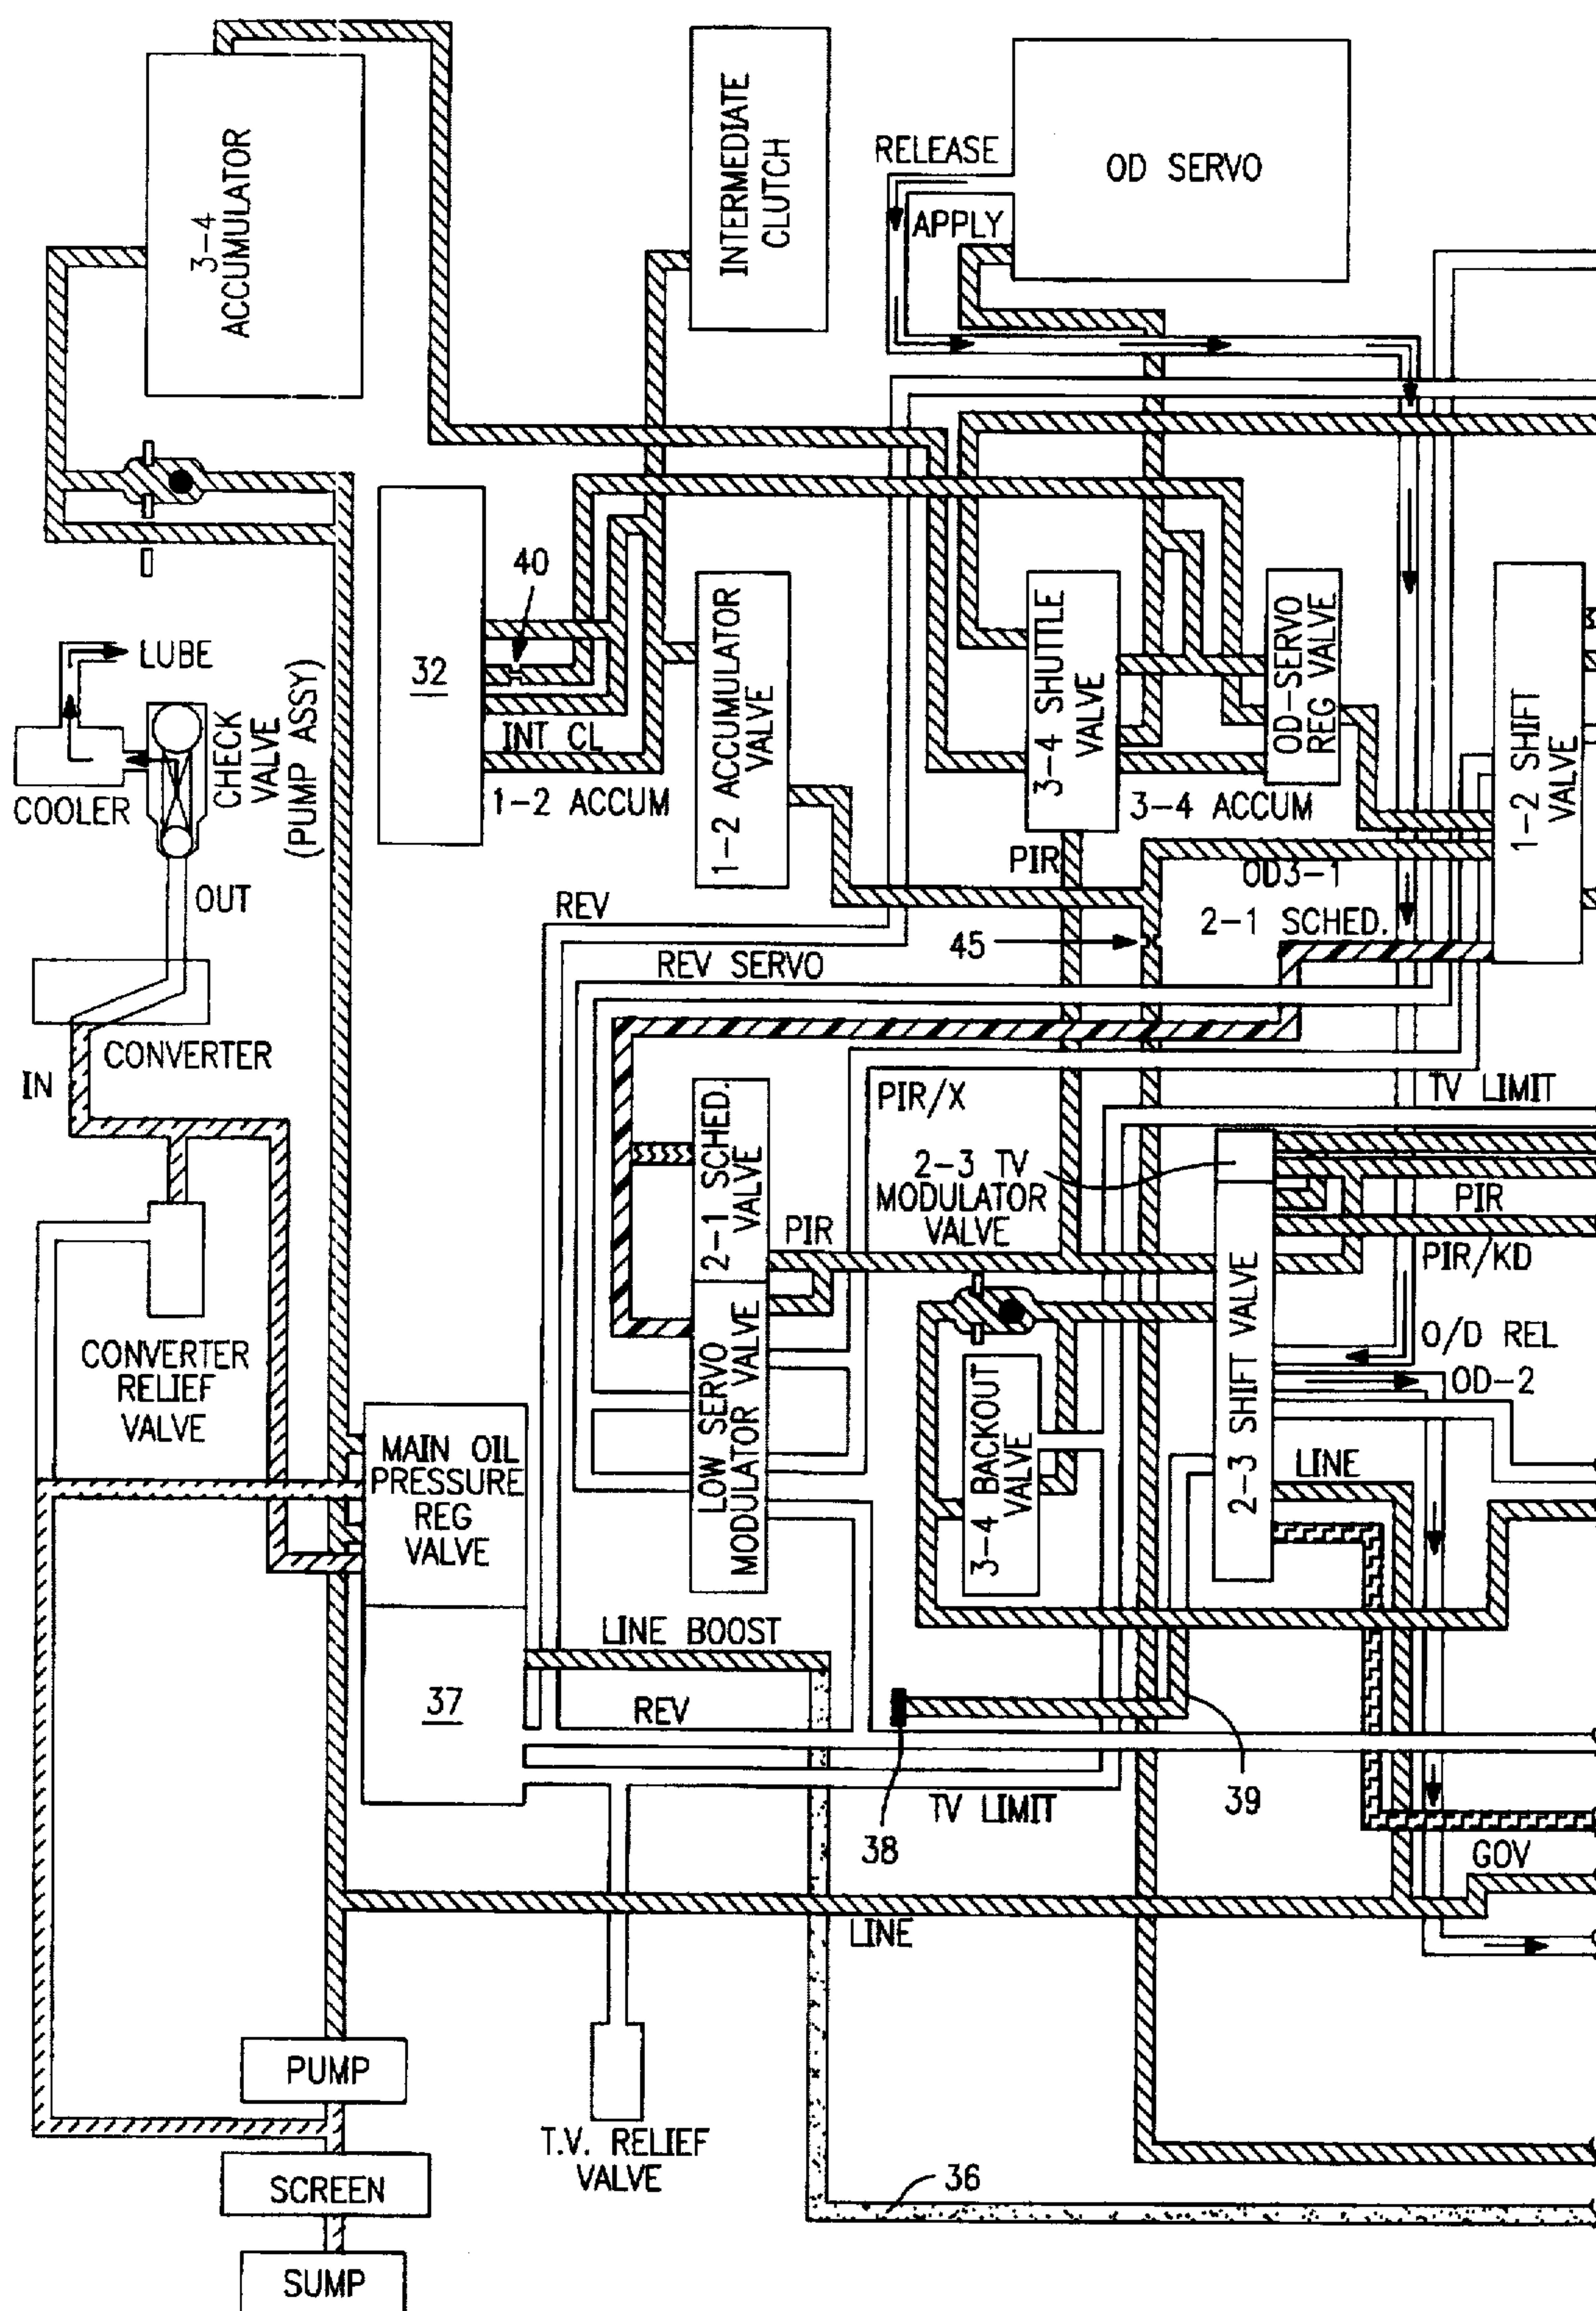 3-4
ACCUMULATOR
INTERMEDIATE
CLUTCH
OD SERVO
RELEASE
APPLY
40
32
INT CL
1-2 ACCUM
1-2 ACCUMULATOR
VALVE
3-4 SHUTTLE
VALVE
OD-SERVO
REG VALVE
3-4 ACCUM
1-2 SHIFT
VALVE
LUBE
COOLER
CHECK
VALVE
(PUMP ASSY)
OUT
CONVERTER
IN
PIR
OD3-1
2-1 SCHED.
REV
45
REV SERVO
PIR/X
TV LIMIT
2-1 SCHED.
VALVE
2-3 TV
MODULATOR
VALVE
PIR
PIR
PIR/KD
LOW SERVO
MODULATOR VALVE
3-4 BACKOUT
VALVE
2-3 SHIFT VALVE
O/D REL
OD-2
LINE
CONVERTER
RELIEF
VALVE
MAIN OIL
PRESSURE
REG
VALVE
37
LINE BOOST
REV
TV LIMIT
38
39
GOV
LINE
PUMP
SCREEN
SUMP
T.V. RELIEF
VALVE
36